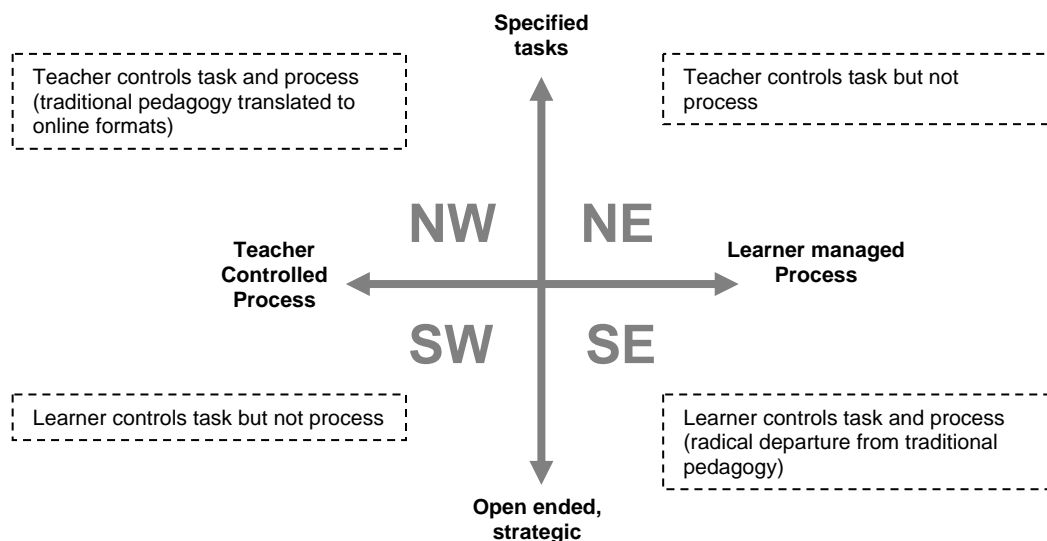 Specified
tasks
Teacher controls task and process
(traditional pedagogy translated to
online formats)
Teacher controls task but not
process
NW
NE
Teacher
Controlled
Process
Learner managed
Process
SW
SE
Learner controls task but not process
Learner controls task and process
(radical departure from traditional
pedagogy)
Open ended,
strategic